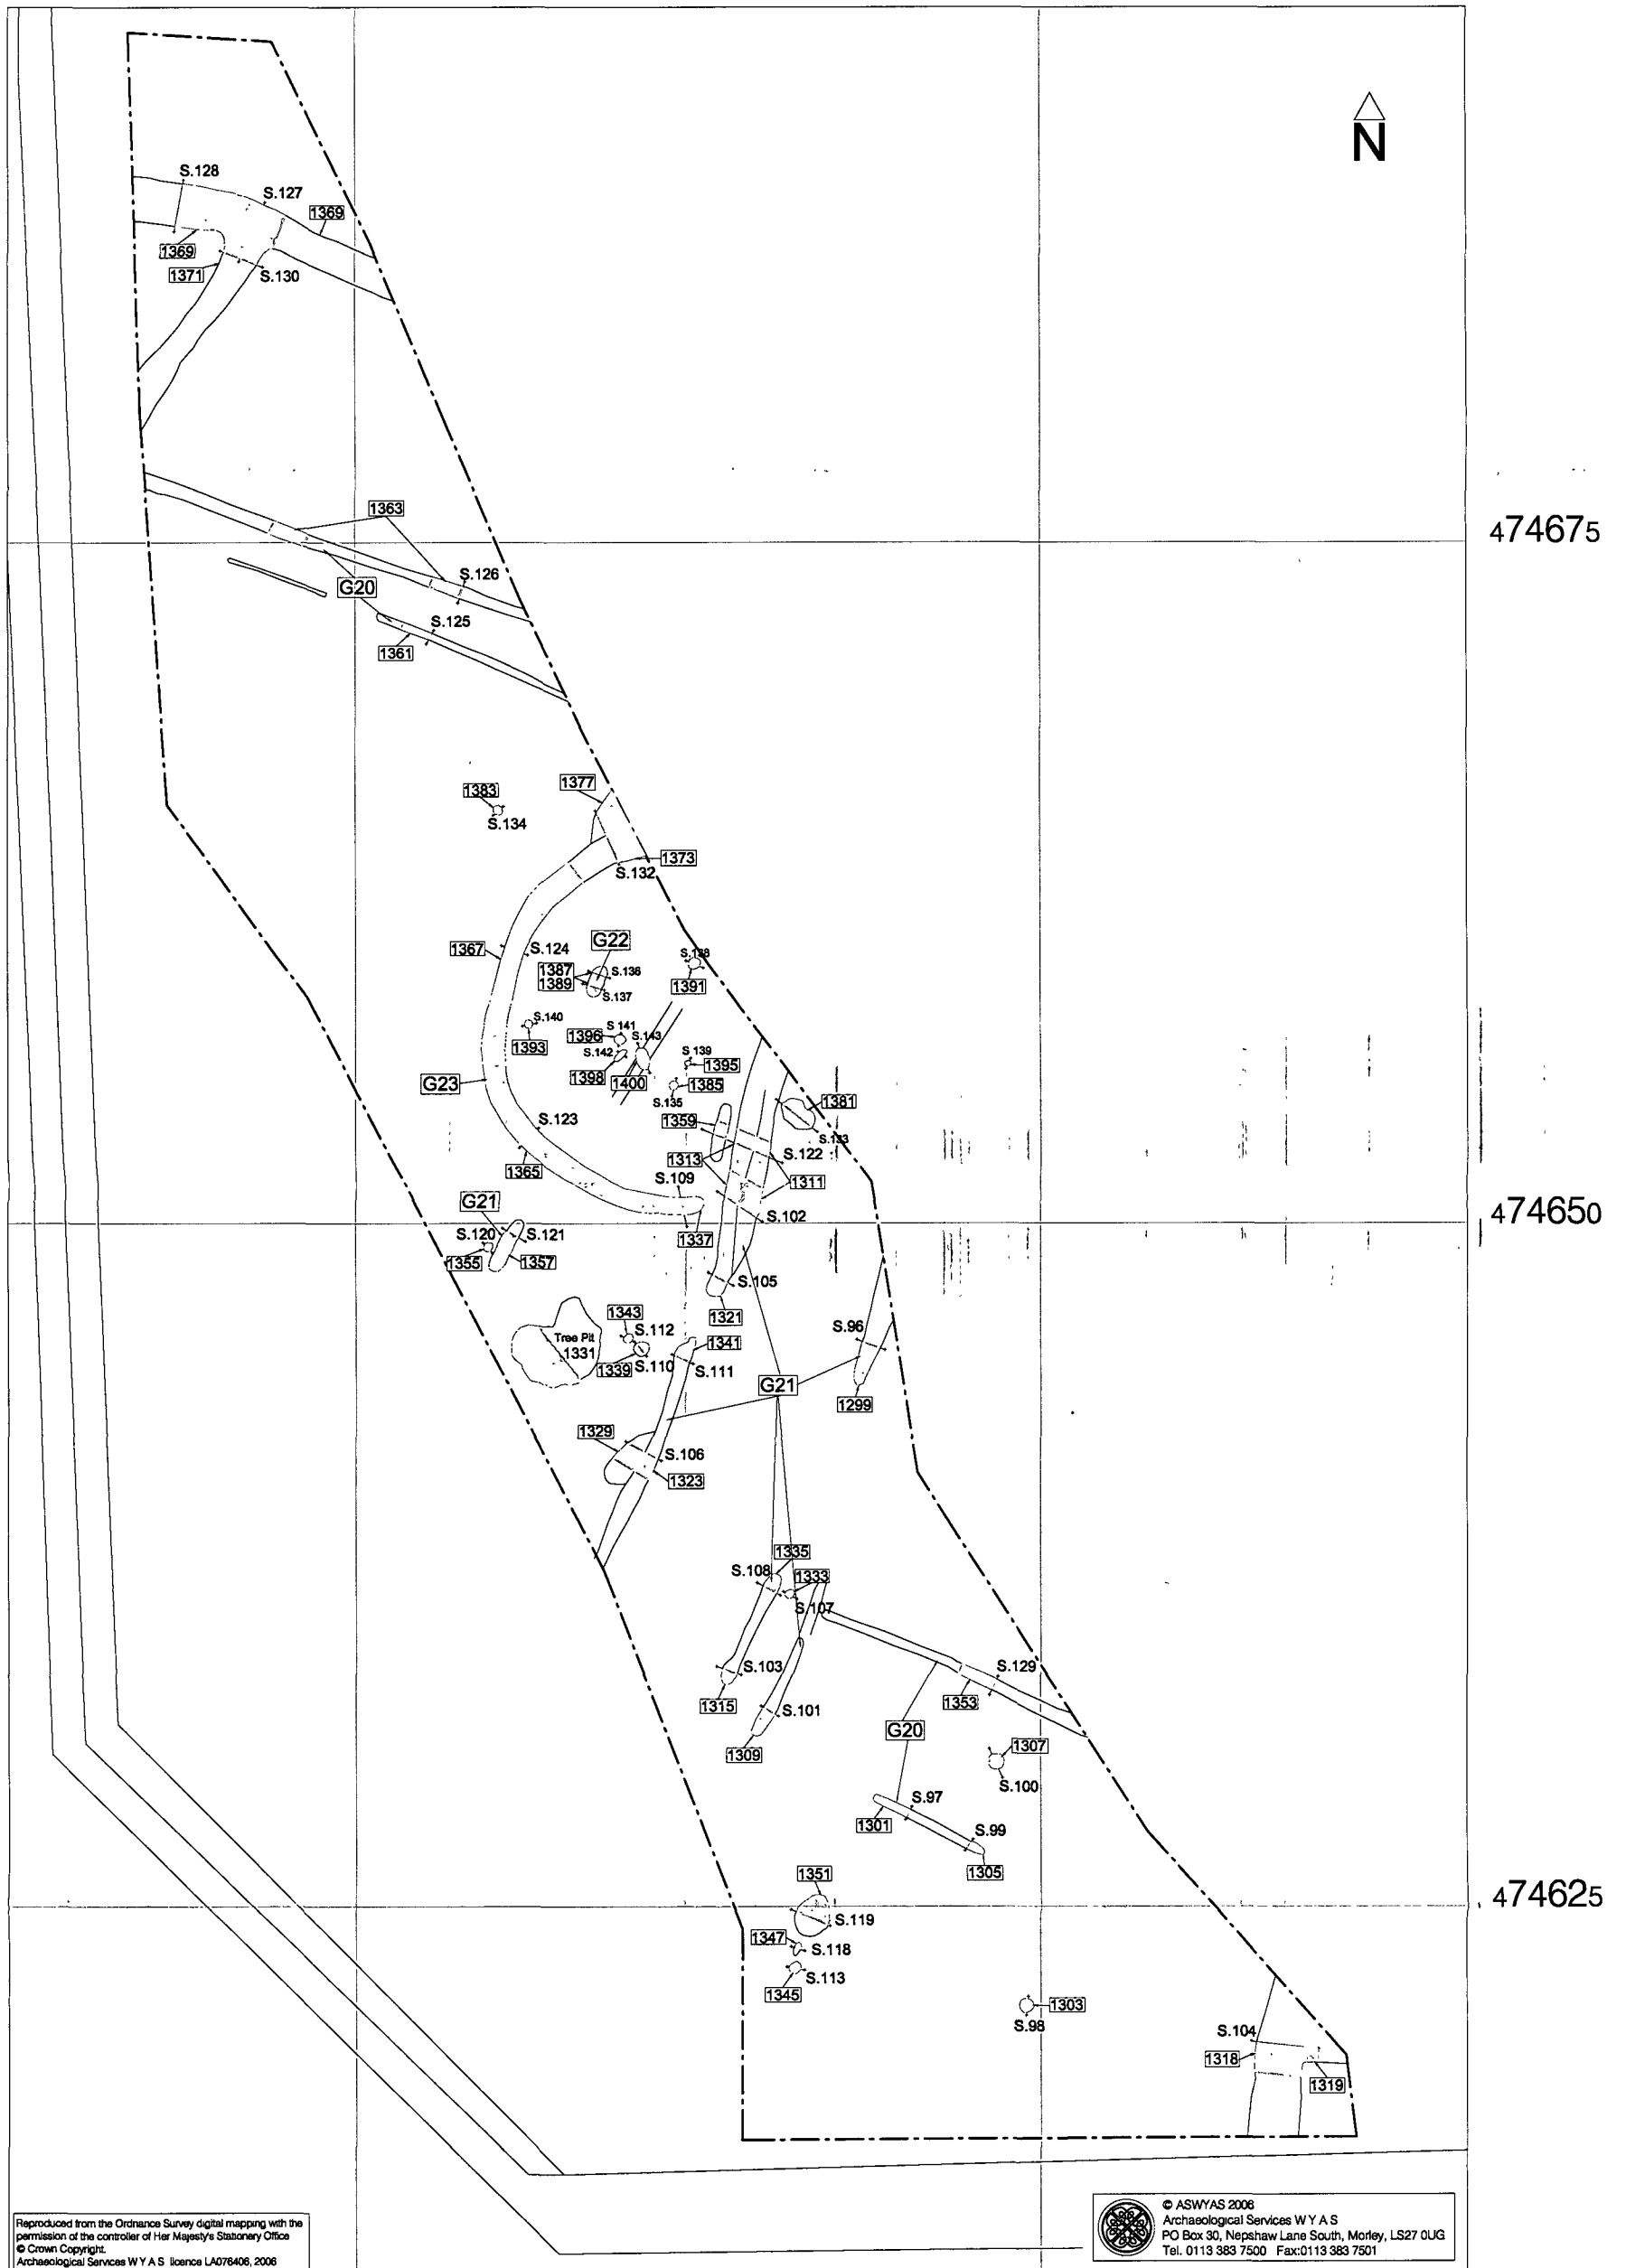 N
S.128
S.127
1369
1369
1371
S.130
474675
1363
S.126
G20
S.125
1361
1377
1383
S.134
1373
S.132
G22
1367
S.124
S.138
1387
S.136
1389
S.137
1391
S.140
S 141
1396
S.143
1393
S.142
S 139
1395
1398
1400
1385
G23
S.135
1381
1359
S.123
S.133
S.122
1313
1365
S.109
1311
G21
S.102
474650
S.120
S.121
1337
1355
1357
S.105
1321
1343
S.112
S.96
Tree Pit
1331
1341
1339
S.110
S.111
G21
1299
1329
S.106
1323
1335
S.108
1333
S.107
S.103
S.129
1315
1353
S.101
G20
1309
1307
S.100
S.97
1301
S.99
1305
1351
474625
S.119
1347
S.118
S.113
1345
1303
S.98
S.104
1318
1319
Reproduced from the Ordnance Survey digital mapping with the
permission of the controller of Her Majesty's Stationery Office
© Crown Copyright.
Archaeological Services W Y A S licence LA076406, 2006
© ASWYAS 2006
Archaeological Services W Y A S
PO Box 30, Nepshaw Lane South, Morley, LS27 0UG
Tel. 0113 383 7500 Fax:0113 383 7501